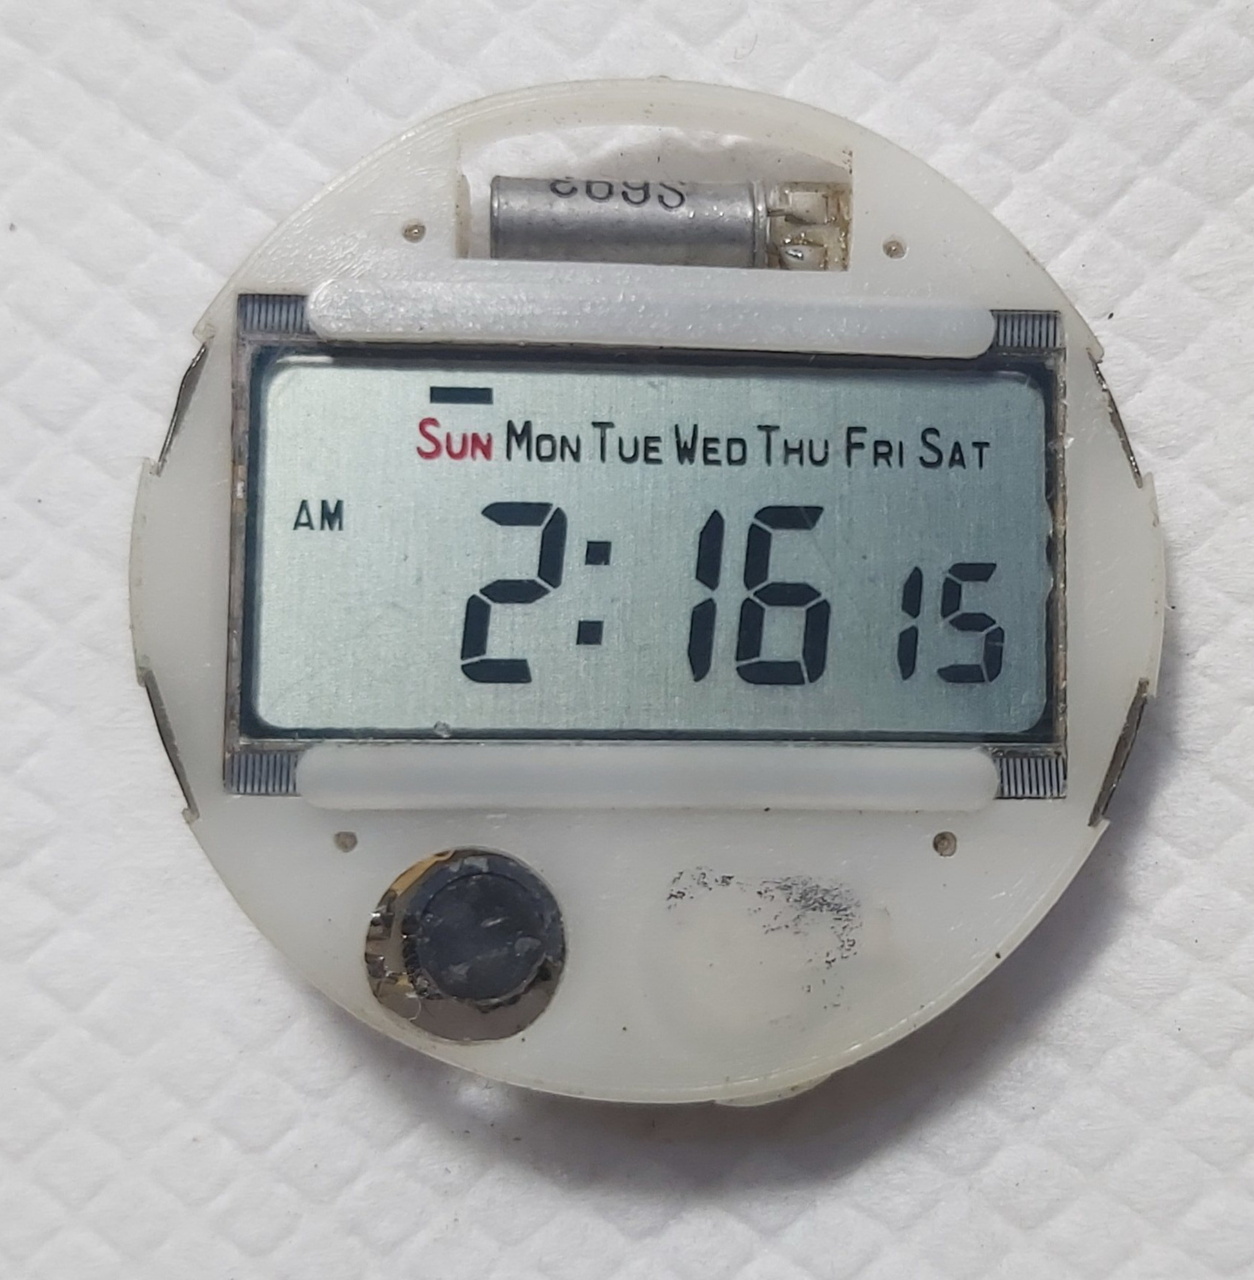 SUN MON TUE WED THU FRI SAT
AM
2:16 15